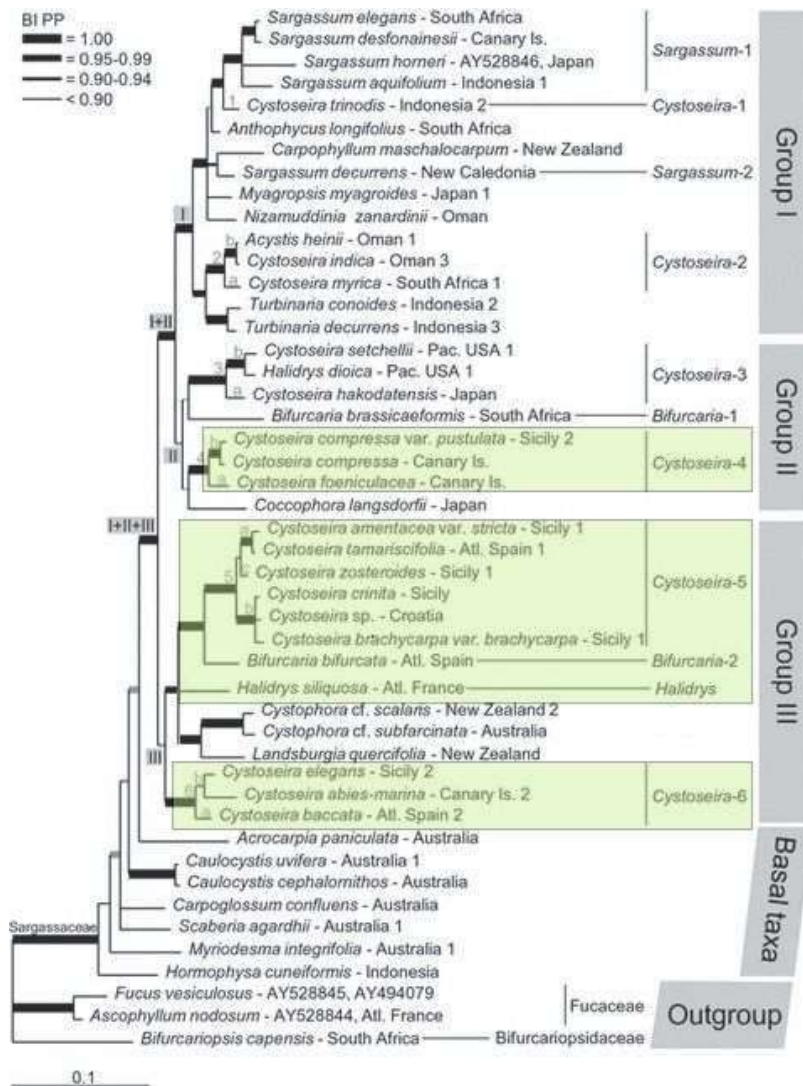 BI PP
= 1.00
= 0.95-0.99
= 0.90-0.94
< 0.90
Sargassum elegans - South Africa
Sargassum desfonainesii - Canary Is.
Sargassum horneri - AY528846, Japan
Sargassum aquifolium - Indonesia 1
Sargassum-1
1
Cystoseira trinodis - Indonesia 2
Cystoseira-1
Anthophycus longifolius - South Africa
Carpophyllum maschalocarpum - New Zealand
Sargassum decurrens - New Caledonia
Sargassum-2
Myagropsis myagroides - Japan 1
Nizamuddinia zanardinii - Oman
I
b
Acystis heinii - Oman 1
2
Cystoseira indica - Oman 3
Cystoseira-2
a
Cystoseira myrica - South Africa 1
Turbinaria conoides - Indonesia 2
Turbinaria decurrens - Indonesia 3
Group I
I+II
b
Cystoseira setchellii - Pac. USA 1
3
Halidrys dioica - Pac. USA 1
Cystoseira-3
a
Cystoseira hakodatensis - Japan
Bifurcaria brassicaeformis - South Africa
Bifurcaria-1
b
Cystoseira compressa var. pustulata - Sicily 2
II
4
Cystoseira compressa - Canary Is.
Cystoseira-4
a
Cystoseira foeniculacea - Canary Is.
Coccophora langsdorfii - Japan
Group II
I+II+III
a
Cystoseira amentacea var. stricta - Sicily 1
Cystoseira tamariscifolia - Atl. Spain 1
5
c
Cystoseira zosteroides - Sicily 1
Cystoseira-5
Cystoseira crinita - Sicily
b
Cystoseira sp. - Croatia
Cystoseira brachycarpa var. brachycarpa - Sicily 1
Bifurcaria bifurcata - Atl. Spain
Bifurcaria-2
Halidrys siliquosa - Atl. France
Halidrys
Cystophora cf. scalaris - New Zealand 2
Cystophora cf. subfarcinata - Australia
Landsburgia quercifolia - New Zealand
III
b
Cystoseira elegans - Sicily 2
6
Cystoseira abies-marina - Canary Is. 2
Cystoseira-6
a
Cystoseira baccata - Atl. Spain 2
Group III
Acrocarpia paniculata - Australia
Caulocystis uvifera - Australia 1
Caulocystis cephalornithos - Australia
Carpoglossum confluens - Australia
Scaberia agardhii - Australia 1
Sargassaceae
Myriodesma integrifolia - Australia 1
Hormophysa cuneiformis - Indonesia
Basal taxa
Fucus vesiculosus - AY528845, AY494079
Ascophyllum nodosum - AY528844, Atl. France
Fucaceae
Bifurcariopsis capensis - South Africa
Bifurcariopsidaceae
Outgroup
0.1